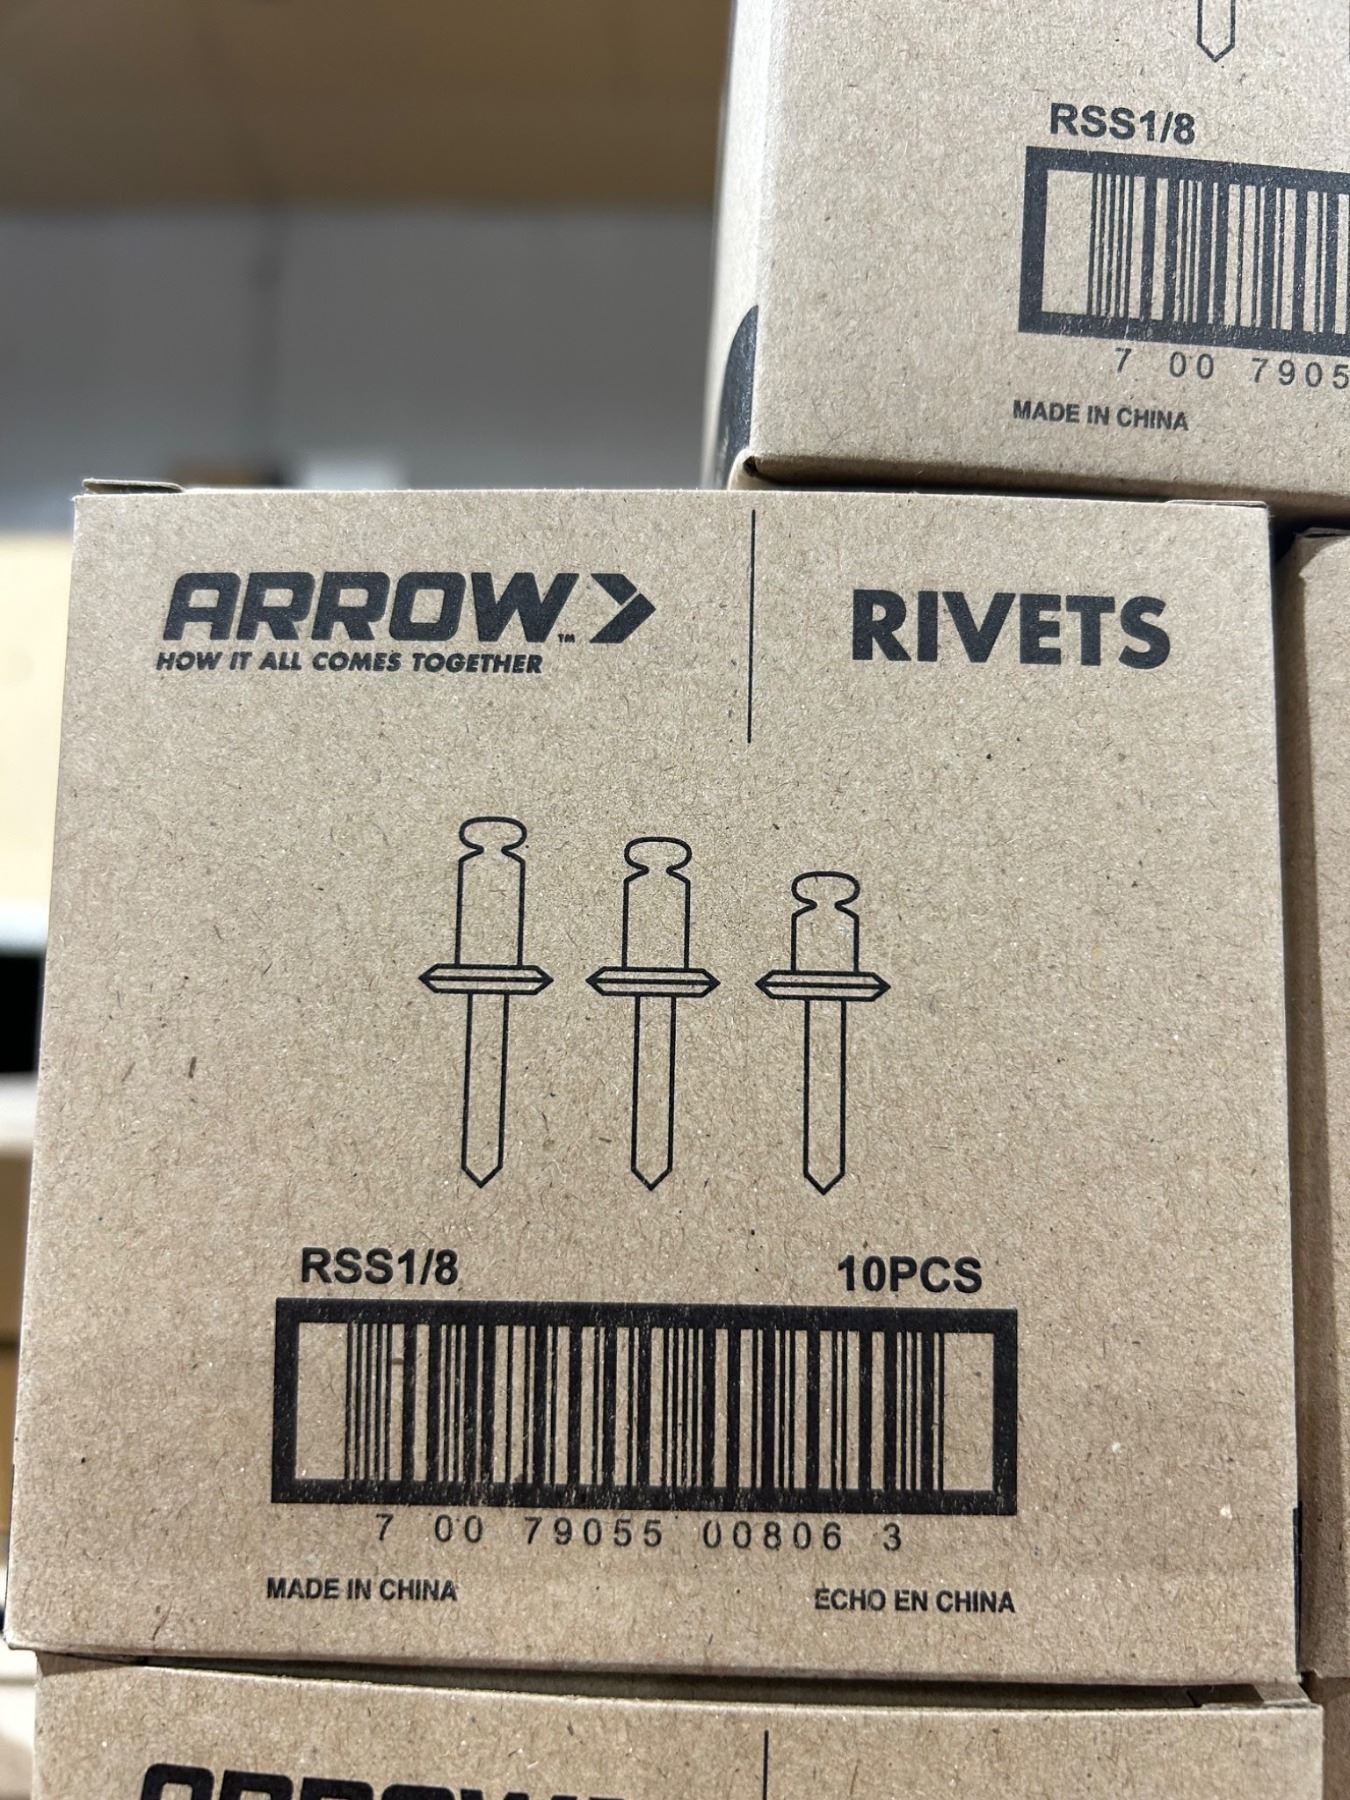 RSS1/8
7 00 7905
MADE IN CHINA
ARROW™
HOW IT ALL COMES TOGETHER
RIVETS
RSS1/8
10PCS
7 00 79055 00806 3
MADE IN CHINA
ECHO EN CHINA
ARROW